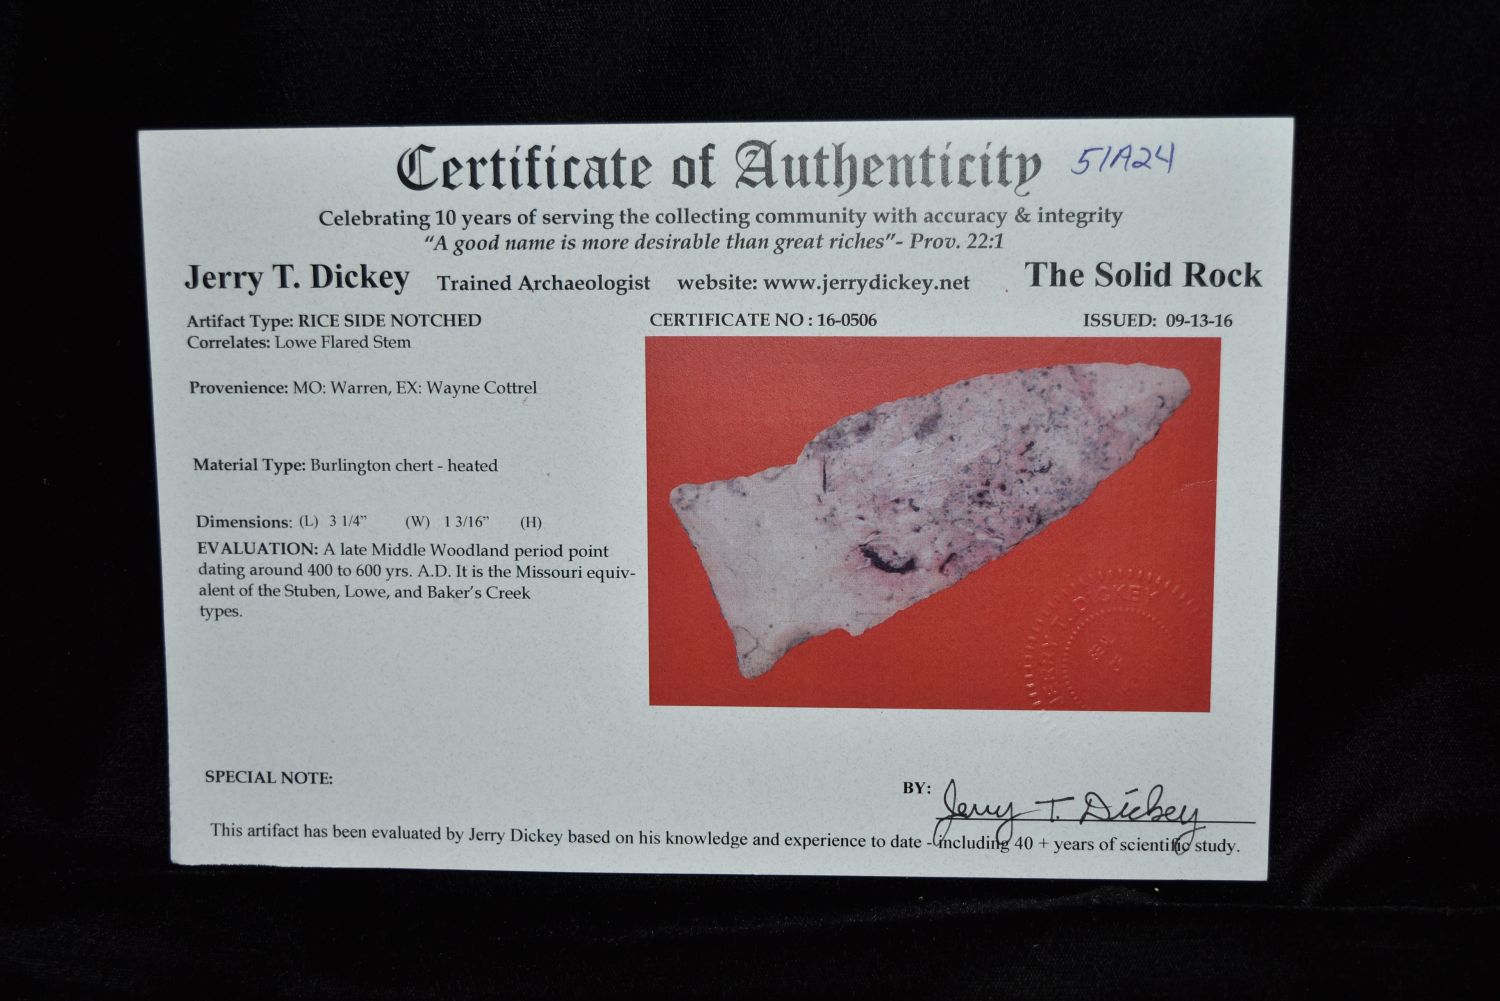 Certificate of Authenticity 51A24
Celebrating 10 years of serving the collecting community with accuracy & integrity
“A good name is more desirable than great riches”- Prov. 22:1
Jerry T. Dickey Trained Archaeologist website: www.jerrydickey.net The Solid Rock
Artifact Type: RICE SIDE NOTCHED CERTIFICATE NO : 16-0506 ISSUED: 09-13-16
Correlates: Lowe Flared Stem
Provenience: MO: Warren, EX: Wayne Cottrel
Material Type: Burlington chert - heated
Dimensions: (L) 3 1/4” (W) 1 3/16” (H)
EVALUATION: A late Middle Woodland period point
dating around 400 to 600 yrs. A.D. It is the Missouri equiv-
alent of the Stuben, Lowe, and Baker’s Creek
types.
JERRY T. DICKEY
SPECIAL NOTE:
BY: Jerry T. Dickey
This artifact has been evaluated by Jerry Dickey based on his knowledge and experience to date - including 40 + years of scientific study.